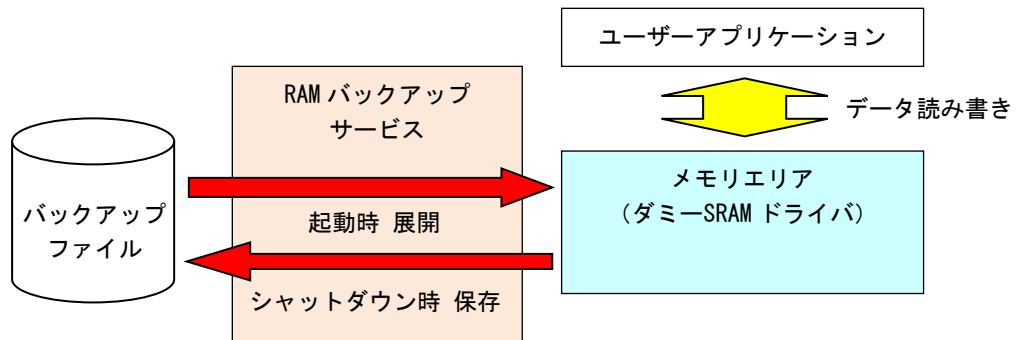 ユーザーアプリケーション
RAM バックアップ
サービス
データ読み書き
メモリエリア
（ダミーSRAM ドライバ）
バックアップ
ファイル
起動時 展開
シャットダウン時 保存